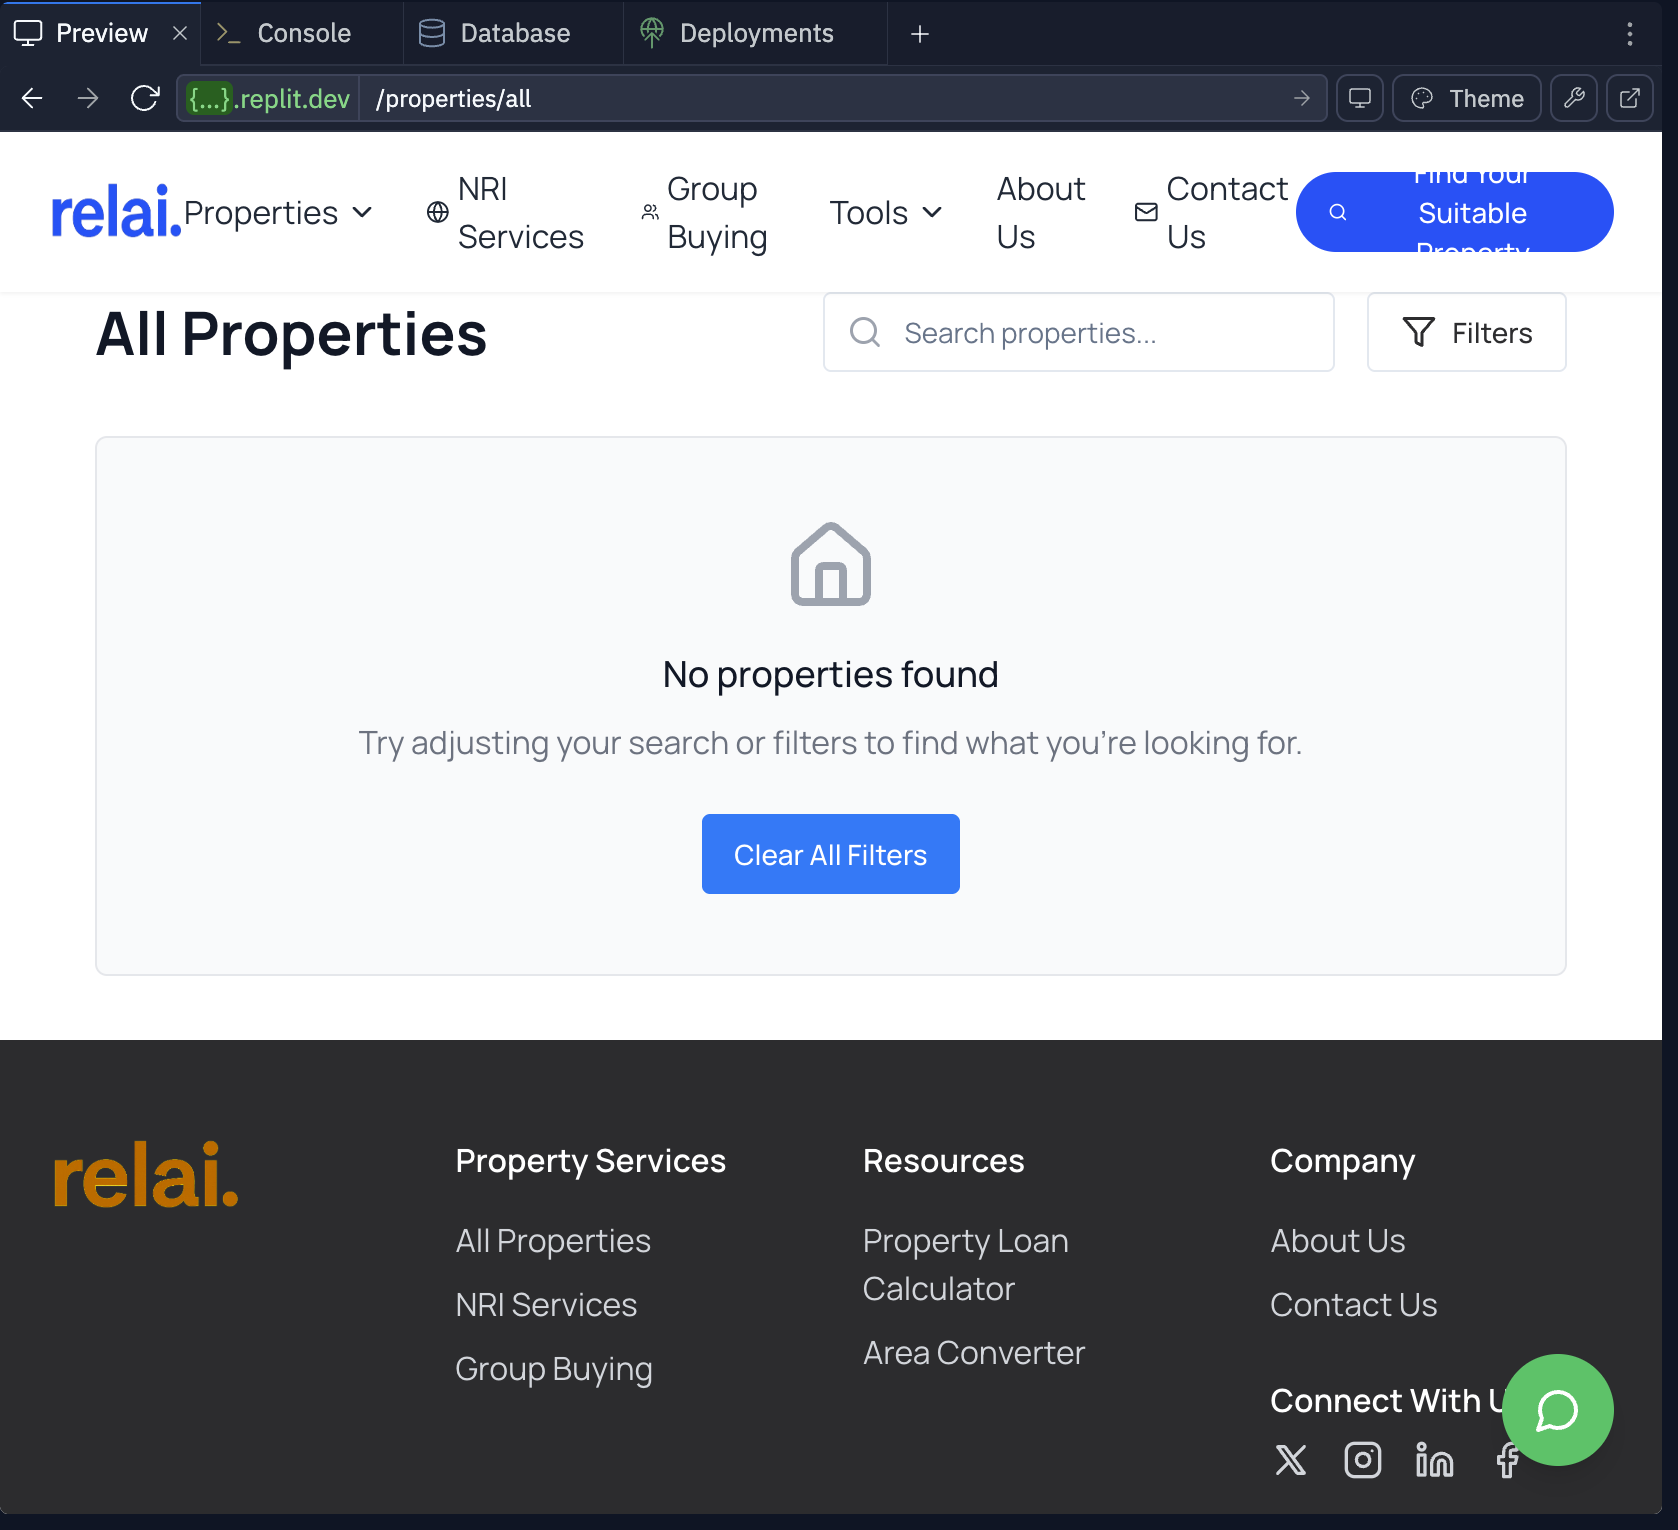 Preview
Console
Database
Deployments
{...}.replit.dev
/properties/all
Theme
relai.
Properties
NRI
Services
Group
Buying
Tools
About
Us
Contact
Us
Find Your
Suitable
Property
All Properties
Search properties...
Filters
No properties found
Try adjusting your search or filters to find what you're looking for.
Clear All Filters
relai.
Property Services
All Properties
NRI Services
Group Buying
Resources
Property Loan
Calculator
Area Converter
Company
About Us
Contact Us
Connect With